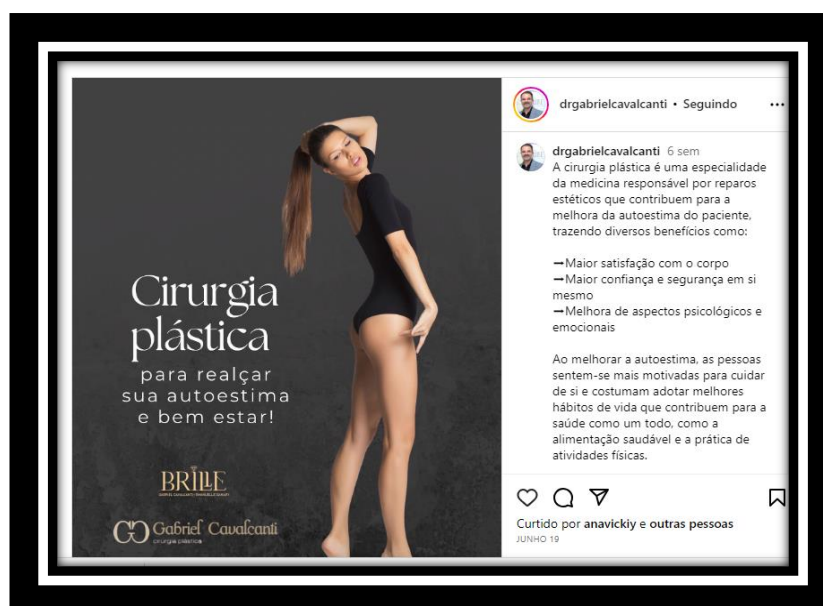 Cirurgia
plástica
para realçar
sua autoestima
e bem estar!
BRILLE
Gabriel Cavalcanti
cirurgia plástica
drgabrielcavalcanti • Seguindo
drgabrielcavalcanti 6 sem
A cirurgia plástica é uma especialidade
da medicina responsável por reparos
estéticos que contribuem para a
melhora da autoestima do paciente,
trazendo diversos benefícios como:
→Maior satisfação com o corpo
→Maior confiança e segurança em si
mesmo
→Melhora de aspectos psicológicos e
emocionais
Ao melhorar a autoestima, as pessoas
sentem-se mais motivadas para cuidar
de si e costumam adotar melhores
hábitos de vida que contribuem para a
saúde como um todo, como a
alimentação saudável e a prática de
atividades físicas.
Curtido por anavickiy e outras pessoas
JUNHO 19